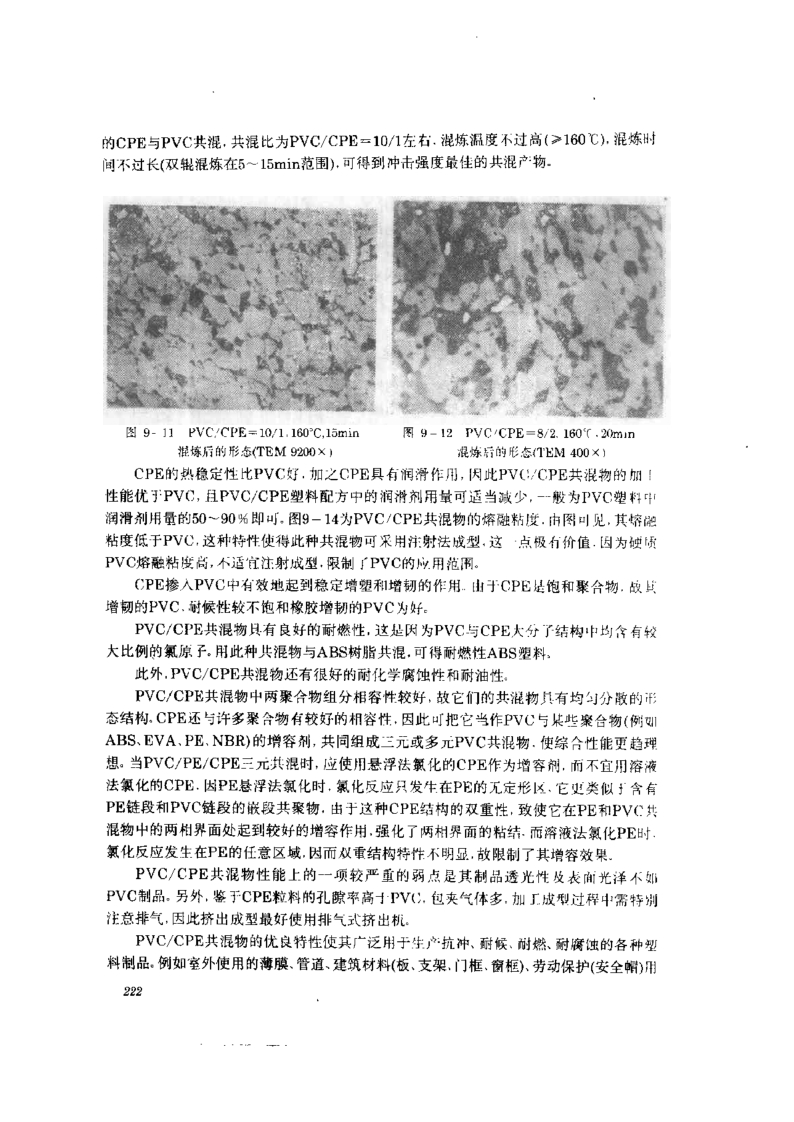 的CPE与PVC共混，共混比为PVC/CPE=10/1左右，混炼温度不过高(≥160℃)，混炼时
间不过长(双辊混炼在5～15min范围)，可得到冲击强度最佳的共混产物。
图 9-11 PVC/CPE=10/1,160℃,15min
混炼后的形态(TEM 9200×)
图 9-12 PVC/CPE=8/2,160℃,20min
混炼后的形态(TEM 400×)
CPE的热稳定性比PVC好，加之CPE具有润滑作用，因此PVC/CPE共混物的加工
性能优于PVC，且PVC/CPE塑料配方中的润滑剂用量可适当减少，一般为PVC塑料中
润滑剂用量的50～90%即可。图9-14为PVC/CPE共混物的熔融粘度，由图可见，其熔融
粘度低于PVC，这种特性使得此种共混物可采用注射法成型，这一点极有价值，因为硬质
PVC熔融粘度高，不适宜注射成型，限制了PVC的应用范围。
CPE掺入PVC中有效地起到稳定增塑和增韧的作用。由于CPE是饱和聚合物，故其
增韧的PVC、耐候性较不饱和橡胶增韧的PVC为好。
PVC/CPE共混物具有良好的耐燃性，这是因为PVC与CPE大分子结构中均含有较
大比例的氯原子。用此种共混物与ABS树脂共混，可得耐燃性ABS塑料。
此外，PVC/CPE共混物还有很好的耐化学腐蚀性和耐油性。
PVC/CPE共混物中两聚合物组分相容性较好，故它们的共混物具有均匀分散的形
态结构。CPE还与许多聚合物有较好的相容性，因此可把它当作PVC与某些聚合物(例如
ABS、EVA、PE、NBR)的增容剂，共同组成三元或多元PVC共混物，使综合性能更趋理
想。当PVC/PE/CPE三元共混时，应使用悬浮法氯化的CPE作为增容剂，而不宜用溶液
法氯化的CPE，因PE悬浮法氯化时，氯化反应只发生在PE的无定形区，它更类似于含有
PE链段和PVC链段的嵌段共聚物，由于这种CPE结构的双重性，致使它在PE和PVC共
混物中的两相界面处起到较好的增容作用，强化了两相界面的粘结。而溶液法氯化PE时，
氯化反应发生在PE的任意区域，因而双重结构特性不明显，故限制了其增容效果。
PVC/CPE共混物性能上的一项较严重的弱点是其制品透光性及表面光泽不如
PVC制品。另外，鉴于CPE粒料的孔隙率高于PVC，包夹气体多，加工成型过程中需特别
注意排气，因此挤出成型最好使用排气式挤出机。
PVC/CPE共混物的优良特性使其广泛用于生产抗冲、耐候、耐燃、耐腐蚀的各种塑
料制品。例如室外使用的薄膜、管道、建筑材料(板、支架、门框、窗框)、劳动保护(安全帽)用
222